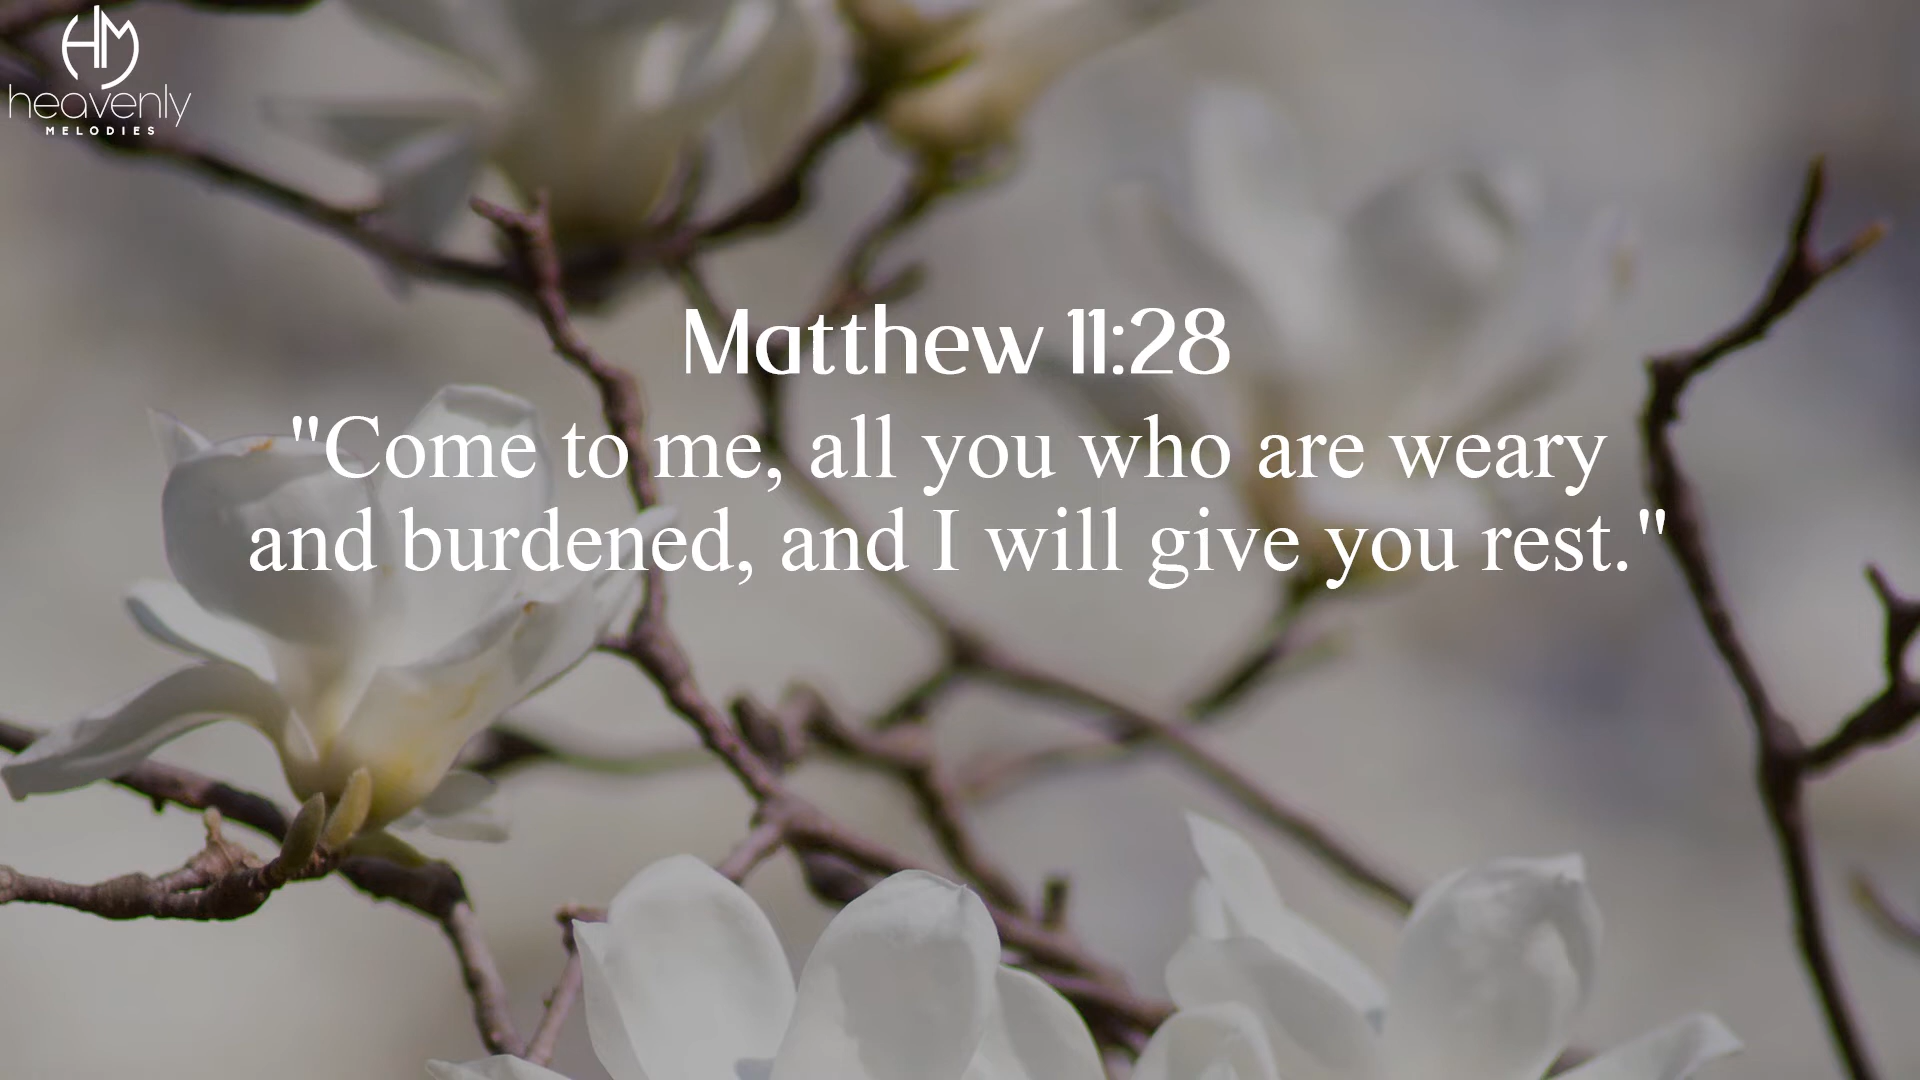 HM
heavenly
MELODIES
Matthew 11:28
"Come to me, all you who are weary
and burdened, and I will give you rest."